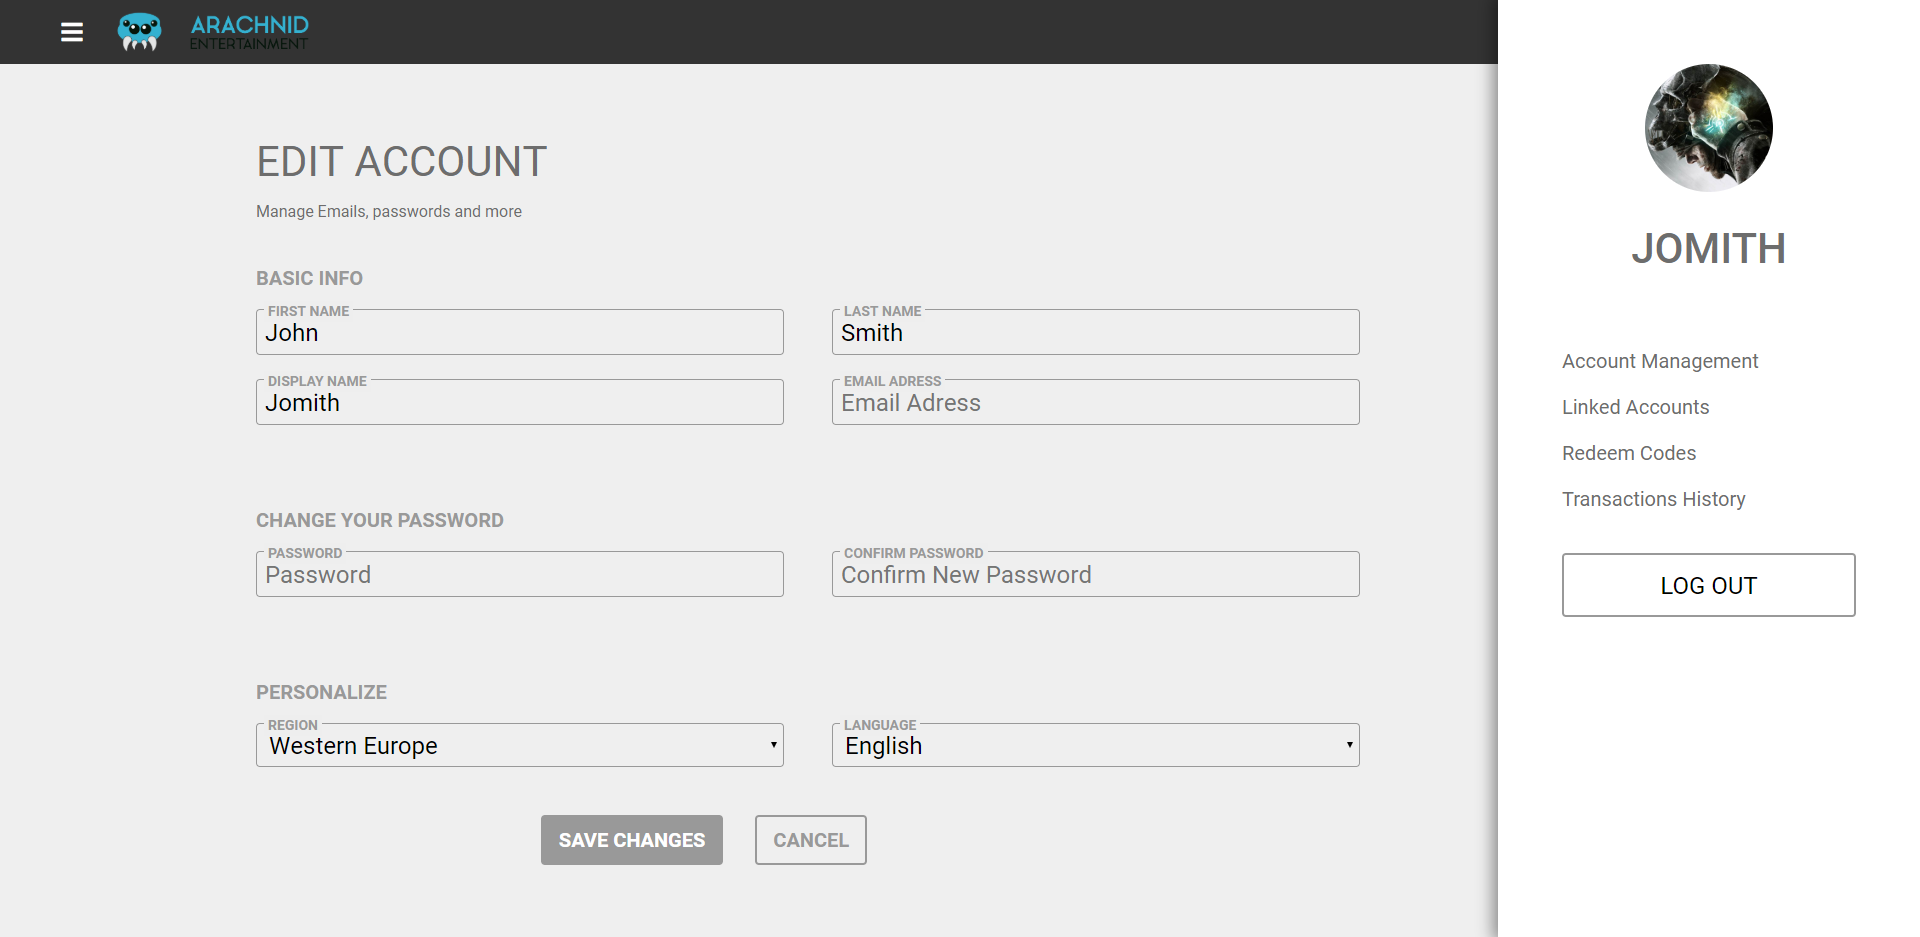 ARACHNID
ENTERTAINMENT
EDIT ACCOUNT
Manage Emails, passwords and more
BASIC INFO
FIRST NAME
John
LAST NAME
Smith
DISPLAY NAME
Jomith
EMAIL ADRESS
Email Adress
CHANGE YOUR PASSWORD
PASSWORD
Password
CONFIRM PASSWORD
Confirm New Password
PERSONALIZE
REGION
Western Europe
LANGUAGE
English
SAVE CHANGES
CANCEL
JOMITH
Account Management
Linked Accounts
Redeem Codes
Transactions History
LOG OUT